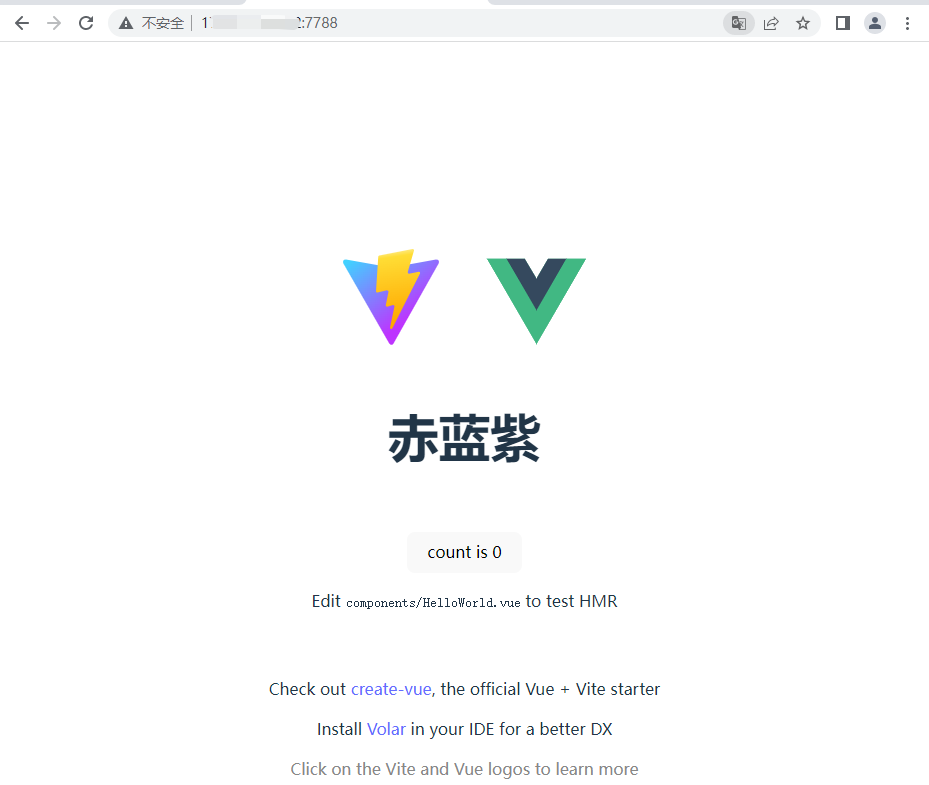 不安全
:7788
赤蓝紫
count is 0
Edit components/HelloWorld.vue to test HMR
Check out create-vue, the official Vue + Vite starter
Install Volar in your IDE for a better DX
Click on the Vite and Vue logos to learn more